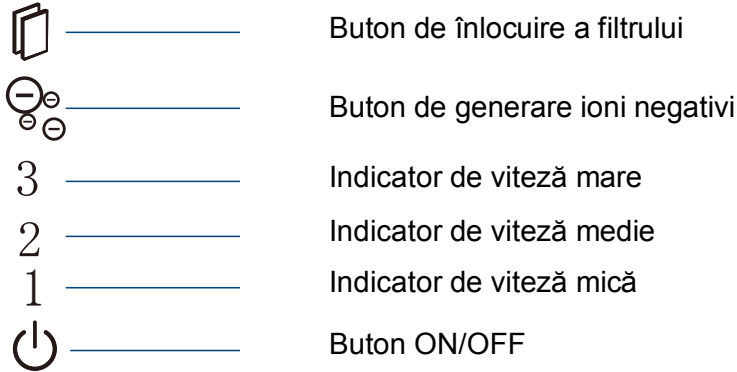 Buton de înlocuire a filtrului
Buton de generare ioni negativi
3 Indicator de viteză mare
2 Indicator de viteză medie
1 Indicator de viteză mică
Buton ON/OFF